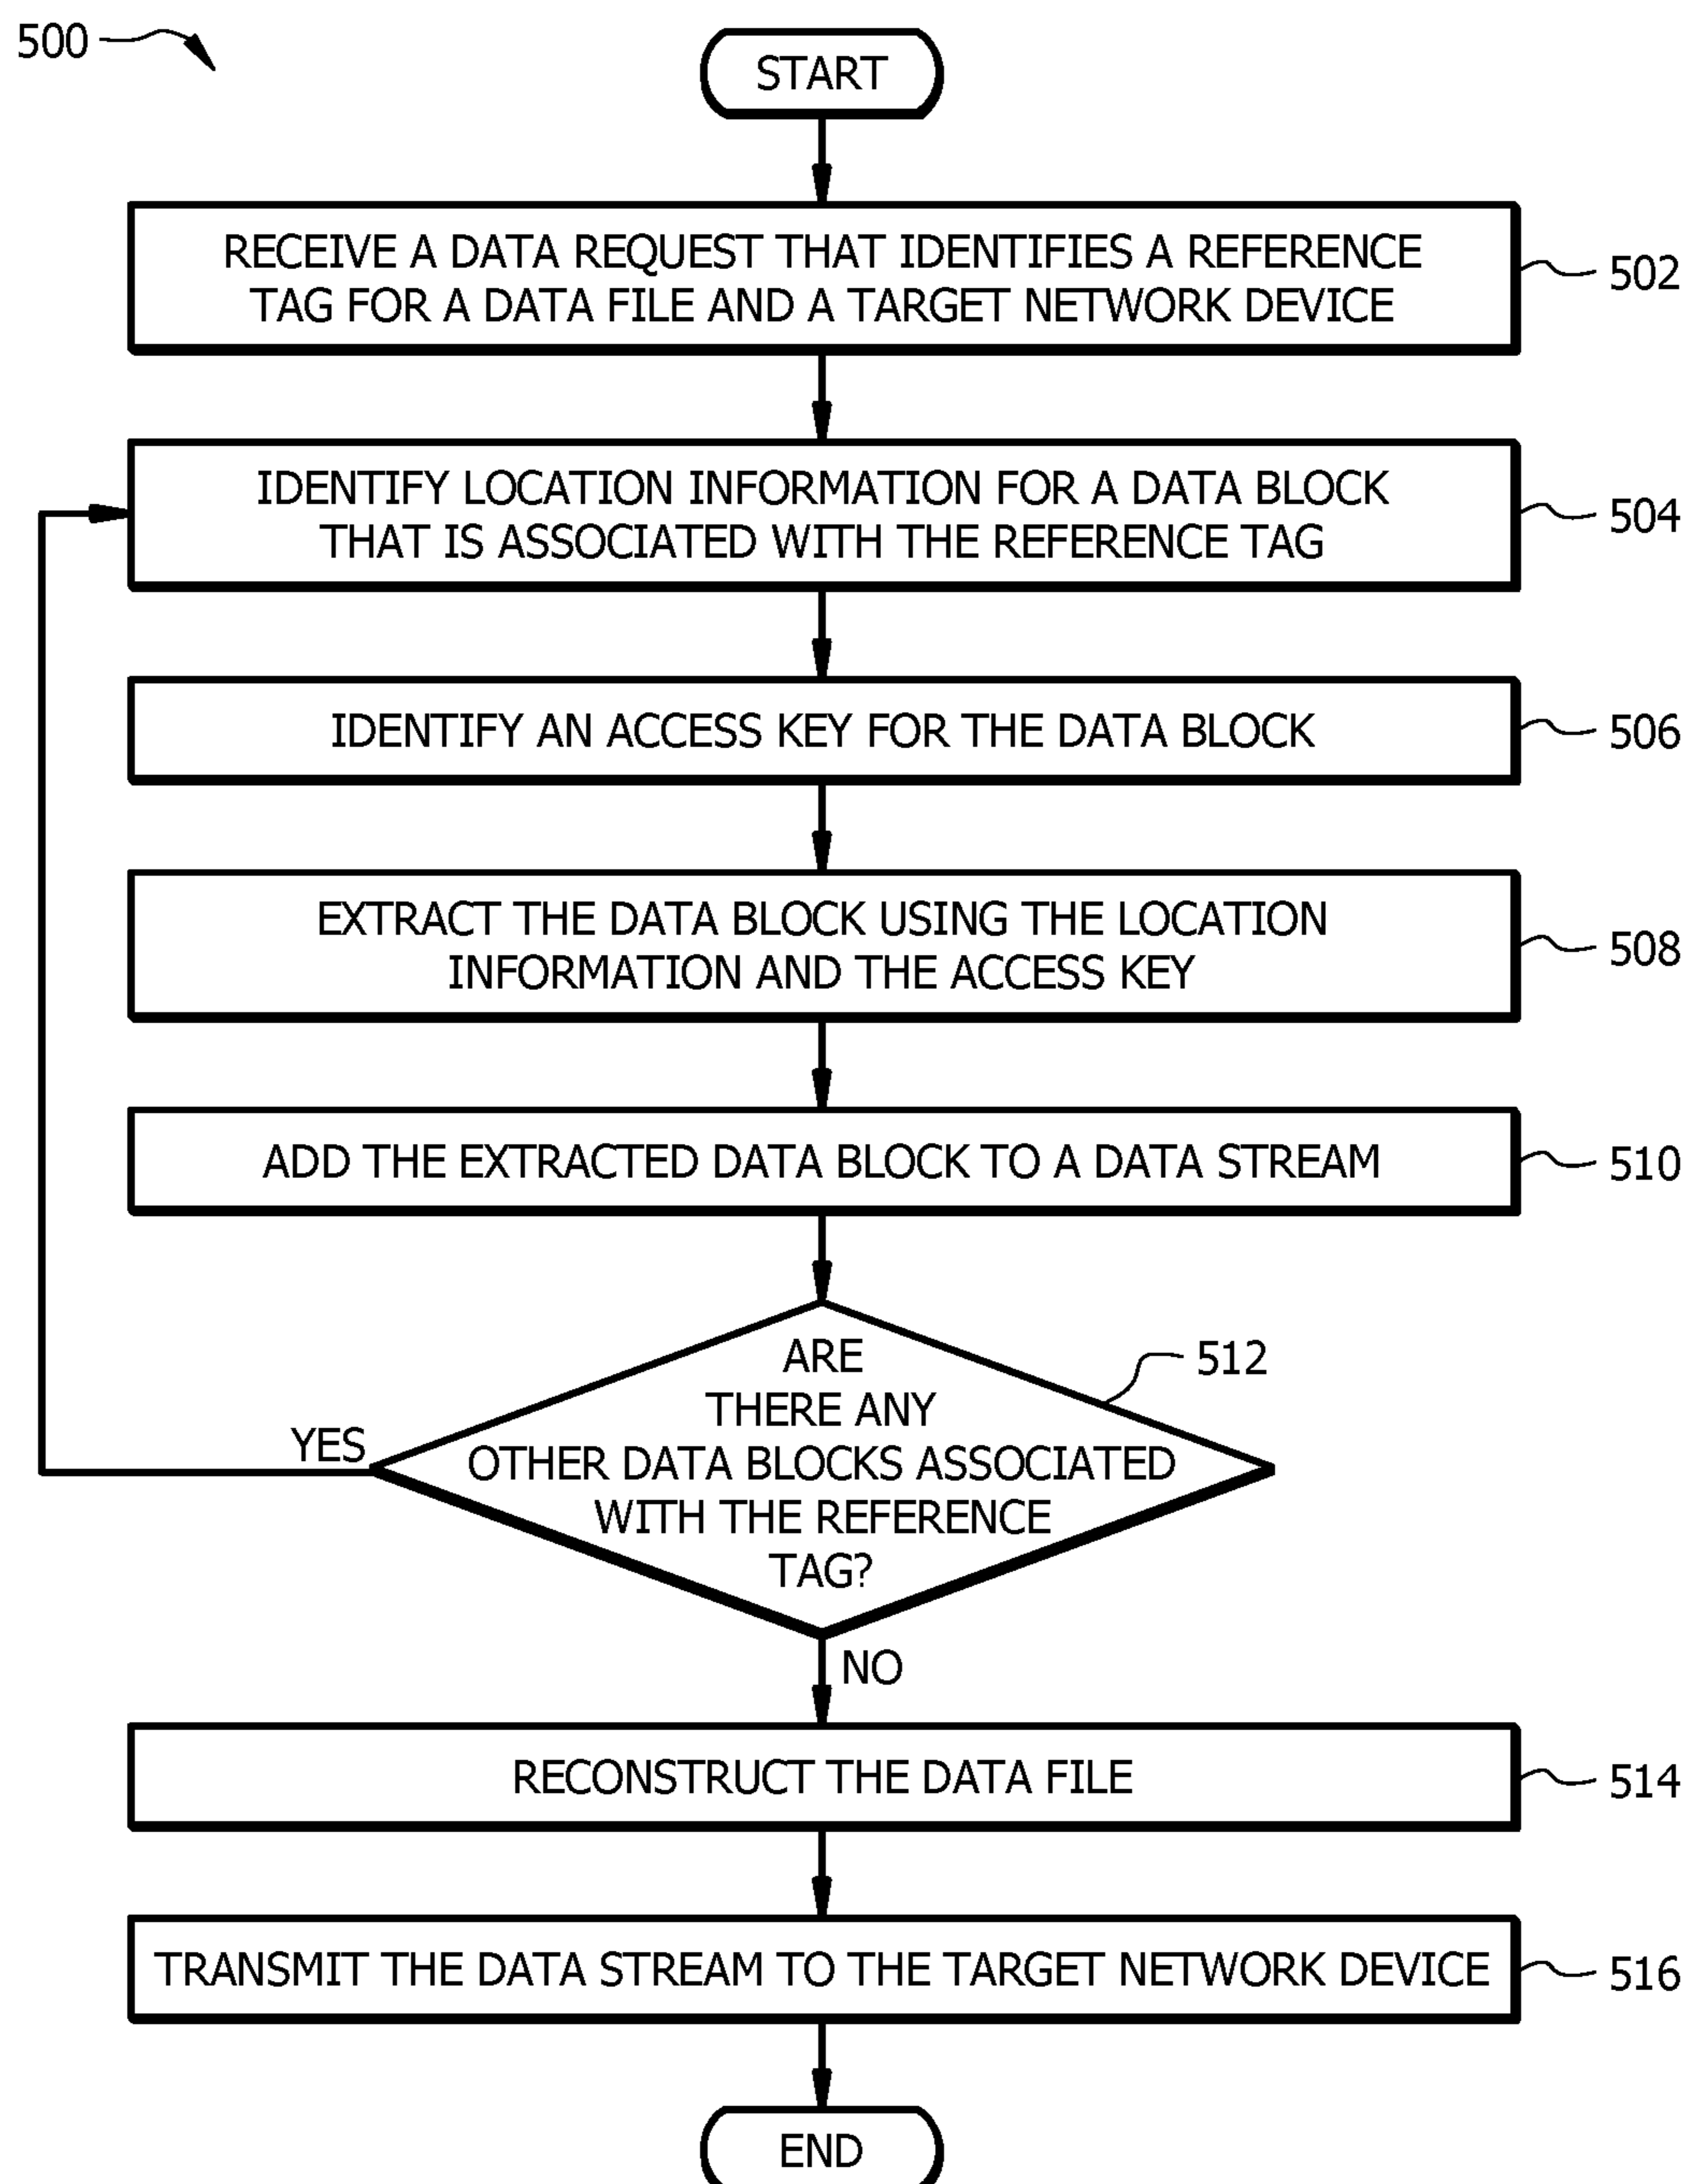 500
START
RECEIVE A DATA REQUEST THAT IDENTIFIES A REFERENCE
TAG FOR A DATA FILE AND A TARGET NETWORK DEVICE
502
IDENTIFY LOCATION INFORMATION FOR A DATA BLOCK
THAT IS ASSOCIATED WITH THE REFERENCE TAG
504
IDENTIFY AN ACCESS KEY FOR THE DATA BLOCK
506
EXTRACT THE DATA BLOCK USING THE LOCATION
INFORMATION AND THE ACCESS KEY
508
ADD THE EXTRACTED DATA BLOCK TO A DATA STREAM
510
ARE
THERE ANY
OTHER DATA BLOCKS ASSOCIATED
WITH THE REFERENCE
TAG?
512
YES
NO
RECONSTRUCT THE DATA FILE
514
TRANSMIT THE DATA STREAM TO THE TARGET NETWORK DEVICE
516
END